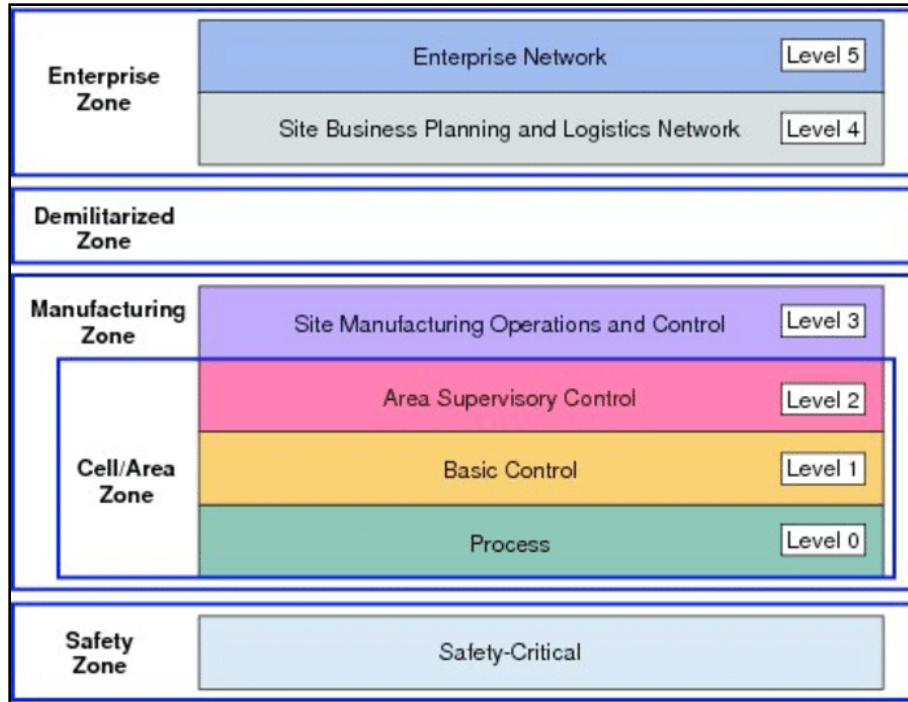 Enterprise
Zone
Enterprise Network
Level 5
Site Business Planning and Logistics Network
Level 4
Demilitarized
Zone
Manufacturing
Zone
Site Manufacturing Operations and Control
Level 3
Cell/Area
Zone
Area Supervisory Control
Level 2
Basic Control
Level 1
Process
Level 0
Safety
Zone
Safety-Critical